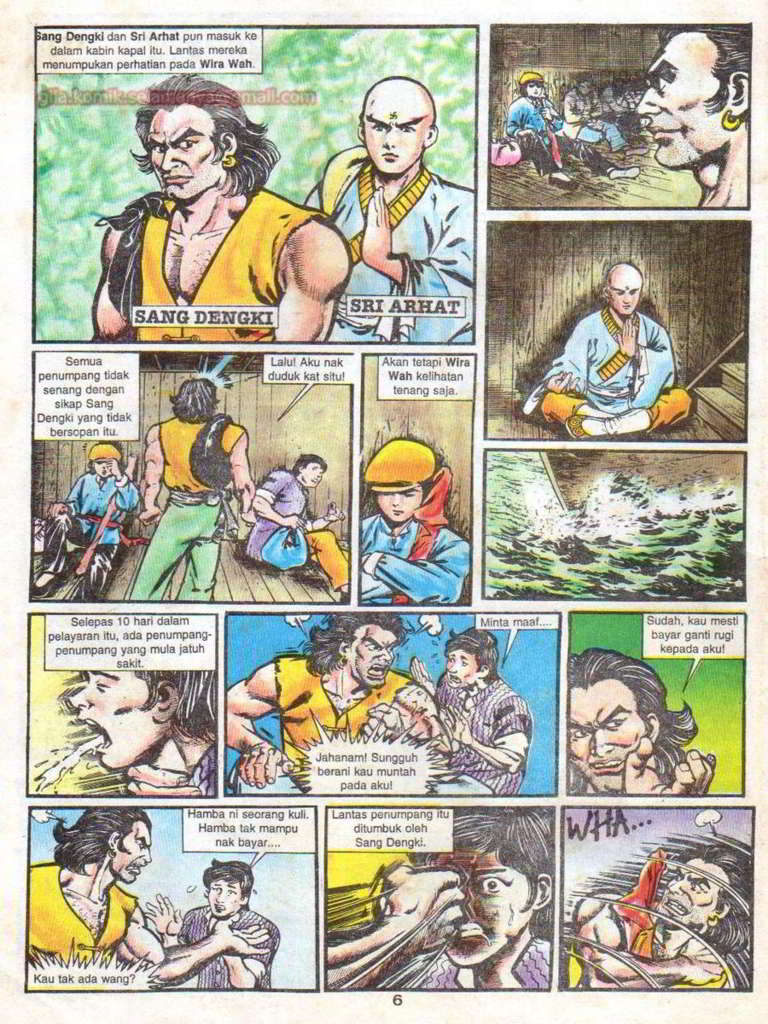 Sang Dengki dan Sri Arhat pun masuk ke
dalam kabin kapal itu. Lantas mereka
menumpukan perhatian pada Wira Wah.
SANG DENGKI
SRI ARHAT
Semua
penumpang tidak
senang dengan
sikap Sang
Dengki yang tidak
bersopan itu.
Lalu! Aku nak
duduk kat situ!
Akan tetapi Wira
Wah kelihatan
tenang saja.
Selepas 10 hari dalam
pelayaran itu, ada penumpang-
penumpang yang mula jatuh
sakit.
Jahanam! Sungguh
berani kau muntah
pada aku!
Minta maaf....
Sudah, kau mesti
bayar ganti rugi
kepada aku!
Kau tak ada wang?
Hamba ni seorang kuli.
Hamba tak mampu
nak bayar....
Lantas penumpang itu
ditumbuk oleh
Sang Dengki.
WHA...
6